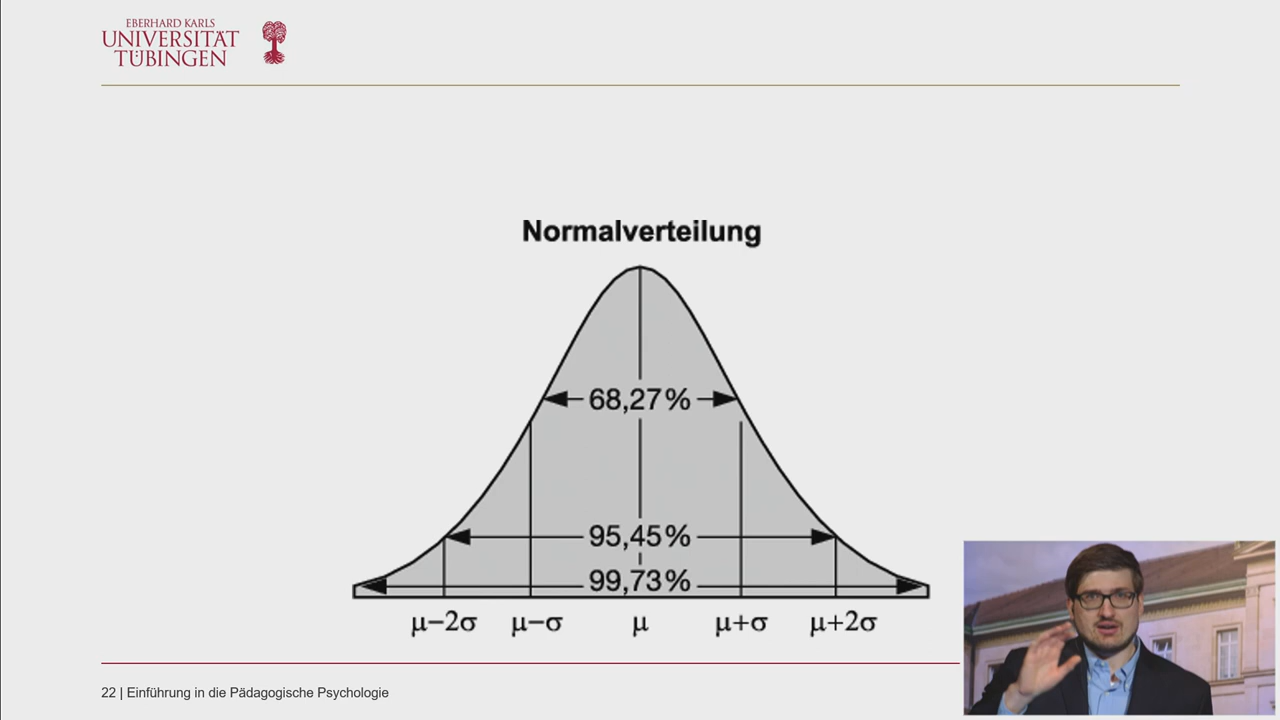 EBERHARD KARLS
UNIVERSITÄT
TÜBINGEN
Normalverteilung
68,27%
95,45%
99,73%
μ−2σ μ−σ μ μ+σ μ+2σ
22 | Einführung in die Pädagogische Psychologie